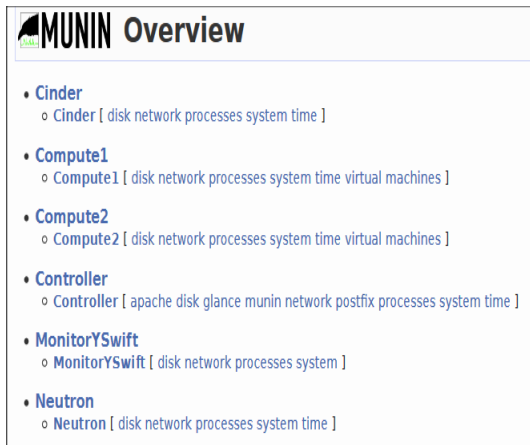 MUNIN Overview
Cinder
Cinder [ disk network processes system time ]
Compute1
Compute1 [ disk network processes system time virtual machines ]
Compute2
Compute2 [ disk network processes system time virtual machines ]
Controller
Controller [ apache disk glance munin network postfix processes system time ]
MonitorYSwift
MonitorYSwift [ disk network processes system ]
Neutron
Neutron [ disk network processes system time ]